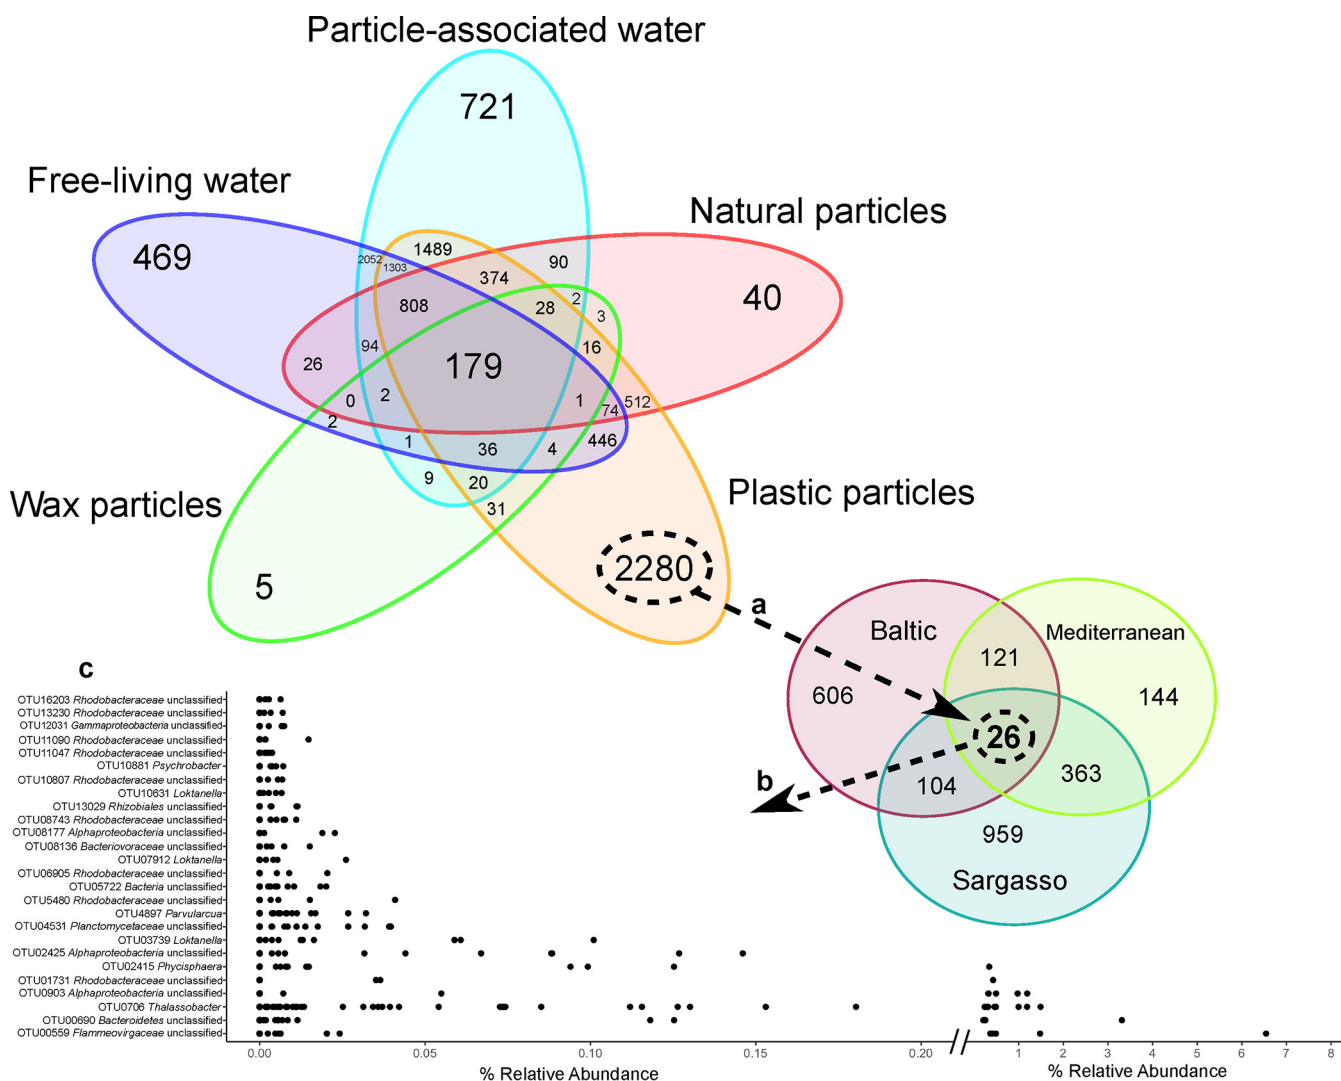 Particle-associated water
721
Free-living water
Natural particles
469
1489
2052
1303
90
374
2
40
808
28
3
94
16
179
26
0
2
1
512
74
2
1
446
36
4
9
20
31
Wax particles
Plastic particles
5
2280
a
Baltic
Mediterranean
121
606
144
26
b
104
363
959
Sargasso
c
OTU16203 Rhodobacteraceae unclassified
OTU13230 Rhodobacteraceae unclassified
OTU12031 Gammaproteobacteria unclassified
OTU11090 Rhodobacteraceae unclassified
OTU11047 Rhodobacteraceae unclassified
OTU10881 Psychrobacter
OTU10807 Rhodobacteraceae unclassified
OTU10631 Loktanella
OTU13029 Rhizobiales unclassified
OTU08743 Rhodobacteraceae unclassified
OTU08177 Alphaproteobacteria unclassified
OTU08136 Bacteriovoraceae unclassified
OTU07912 Loktanella
OTU06905 Rhodobacteraceae unclassified
OTU05722 Bacteria unclassified
OTU5480 Rhodobacteraceae unclassified
OTU4897 Parvularcua
OTU04531 Planctomycetaceae unclassified
OTU03739 Loktanella
OTU02425 Alphaproteobacteria unclassified
OTU02415 Phycisphaera
OTU01731 Rhodobacteraceae unclassified
OTU0903 Alphaproteobacteria unclassified
OTU0706 Thalassobacter
OTU00690 Bacteroidetes unclassified
OTU00559 Flammeovirgaceae unclassified
0.00 0.05 0.10 0.15 0.20 1 2 3 4 5 6 7 8
% Relative Abundance % Relative Abundance